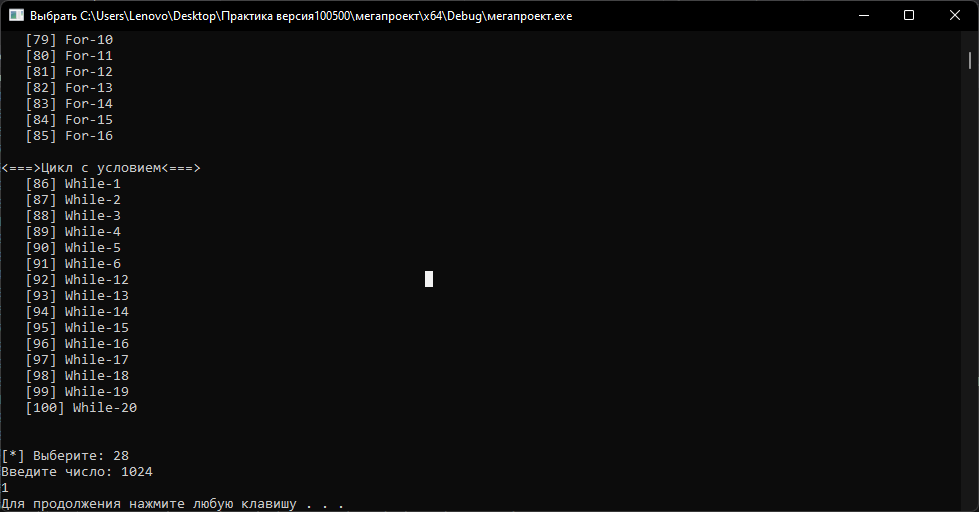 Выбрать C:\Users\Lenovo\Desktop\Практика версия100500\мегапроект\x64\Debug\мегапроект.exe
[79] For-10
[80] For-11
[81] For-12
[82] For-13
[83] For-14
[84] For-15
[85] For-16
<===>Цикл с условием<===>
[86] While-1
[87] While-2
[88] While-3
[89] While-4
[90] While-5
[91] While-6
[92] While-12
[93] While-13
[94] While-14
[95] While-15
[96] While-16
[97] While-17
[98] While-18
[99] While-19
[100] While-20
[*] Выберите: 28
Введите число: 1024
1
Для продолжения нажмите любую клавишу . . .